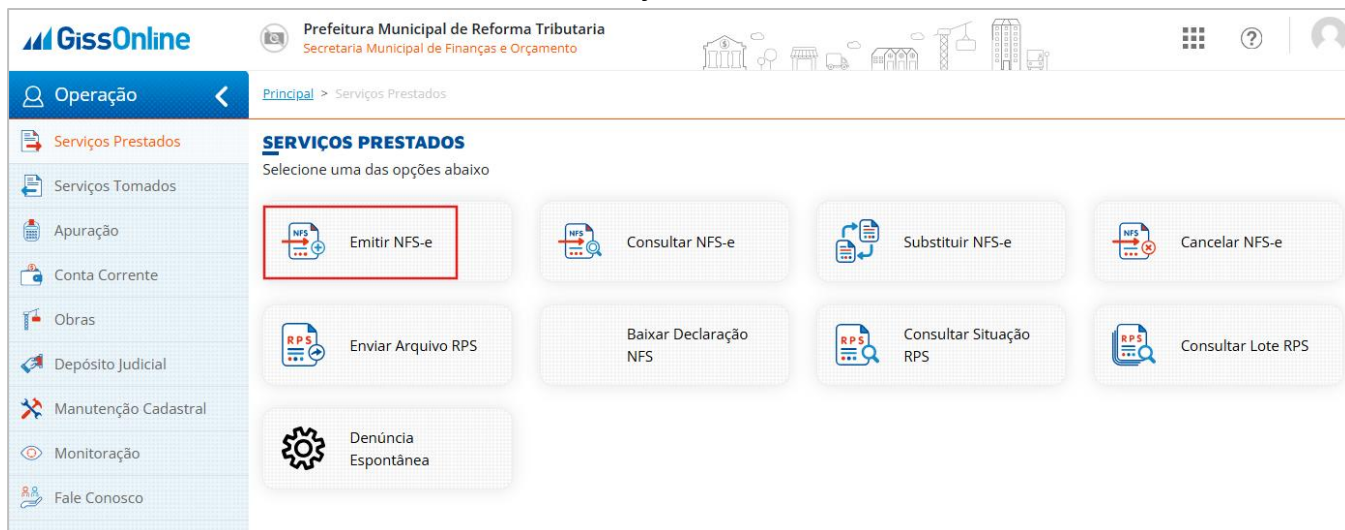 GissOnline
Prefeitura Municipal de Reforma Tributaria
Secretaria Municipal de Finanças e Orçamento
?
Operação
Principal > Serviços Prestados
Serviços Prestados
Serviços Tomados
Apuração
Conta Corrente
Obras
Depósito Judicial
Manutenção Cadastral
Monitoração
Fale Conosco
SERVIÇOS PRESTADOS
Selecione uma das opções abaixo
NFS
Emitir NFS-e
NFS
Consultar NFS-e
Substituir NFS-e
NFS
Cancelar NFS-e
RPS
Enviar Arquivo RPS
Baixar Declaração
NFS
RPS
Consultar Situação
RPS
RPS
Consultar Lote RPS
Denúncia
Espontânea